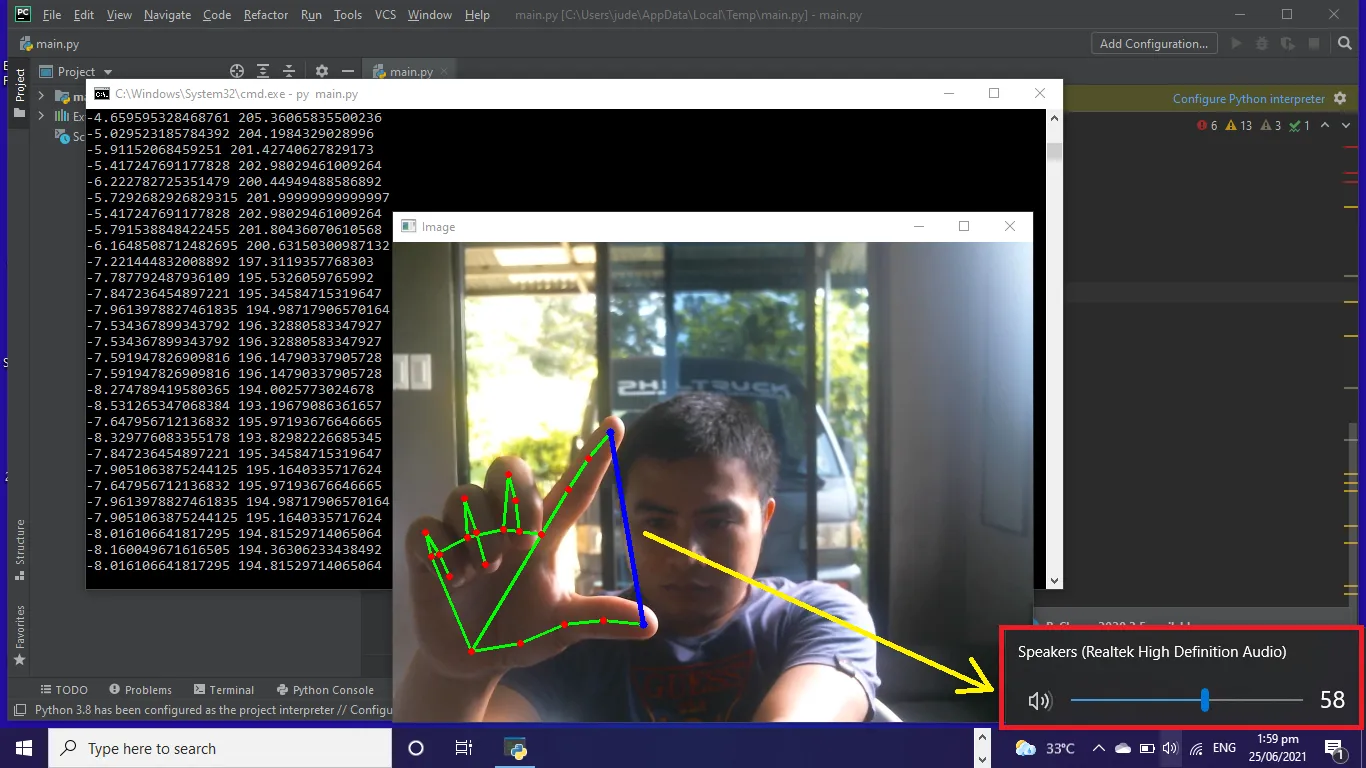 File Edit View Navigate Code Refactor Run Tools VCS Window Help main.py [C:\Users\jude\AppData\Local\Temp\main.py] - main.py
main.py Add Configuration...
Project main.py
Project
C:\Windows\System32\cmd.exe - py main.py
Configure Python interpreter
6 13 3 1
-4.659595328468761 205.36065835500236
-5.029523185784392 204.1984329028996
-5.91152068459251 201.42740627829173
-5.417247691177828 202.98029461009264
-6.222782725351479 200.44949488586892
-5.7292682926829315 201.99999999999997
-5.417247691177828 202.98029461009264
-5.791538848422455 201.80436070610568
-6.1648508712482695 200.63150300987132
-7.221444832008892 197.3119357768303
-7.787792487936109 195.5326059765992
-7.847236454897221 195.34584715319647
-7.9613978827461835 194.98717906570164
-7.534367899343792 196.32880583347927
-7.534367899343792 196.32880583347927
-7.591947826909816 196.14790337905728
-7.591947826909816 196.14790337905728
-8.274789419580365 194.0025773024678
-8.531265347068384 193.19679086361657
-7.647956712136832 195.97193676646665
-8.329776083355178 193.82982226685345
-7.847236454897221 195.34584715319647
-7.9051063875244125 195.1640335717624
-7.647956712136832 195.97193676646665
-7.9613978827461835 194.98717906570164
-7.9051063875244125 195.1640335717624
-8.016106641817295 194.81529714065064
-8.160049671616505 194.36306233438492
-8.016106641817295 194.81529714065064
Image
GUESS
Structure
Favorites
Speakers (Realtek High Definition Audio)
58
TODO Problems Terminal Python Console
Python 3.8 has been configured as the project interpreter // Configu
Type here to search
33°C ENG 1:59 pm
25/06/2021
1